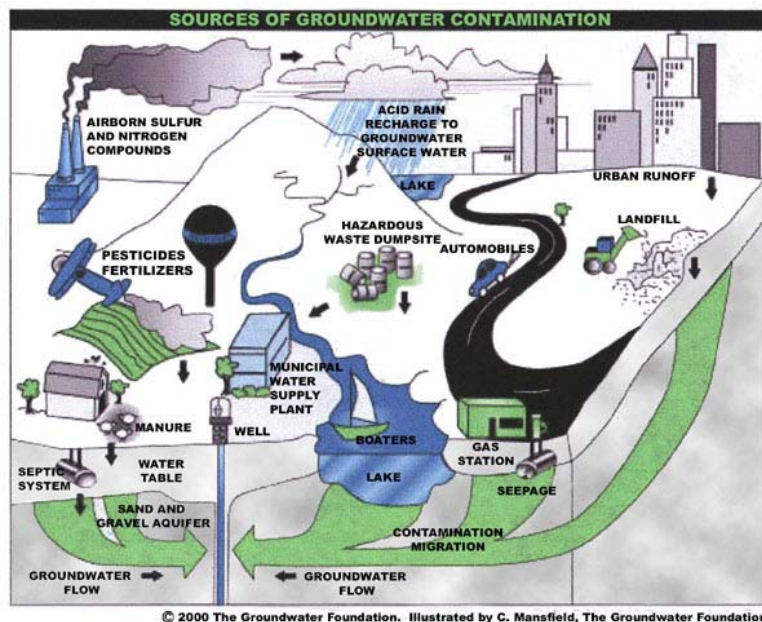 SOURCES OF GROUNDWATER CONTAMINATION
AIRBORN SULFUR
AND NITROGEN
COMPOUNDS
ACID RAIN
RECHARGE TO
GROUNDWATER
SURFACE WATER
LAKE
URBAN RUNOFF
LANDFILL
HAZARDOUS
WASTE DUMPSITE
AUTOMOBILES
PESTICIDES
FERTILIZERS
MUNICIPAL
WATER
SUPPLY
PLANT
MANURE
WELL
BOATERS
GAS
STATION
SEPTIC
SYSTEM
WATER
TABLE
LAKE
SEEPAGE
SAND AND
GRAVEL AQUIFER
CONTAMINATION
MIGRATION
GROUNDWATER
FLOW
GROUNDWATER
FLOW
© 2000 The Groundwater Foundation. Illustrated by C. Mansfield, The Groundwater Foundation